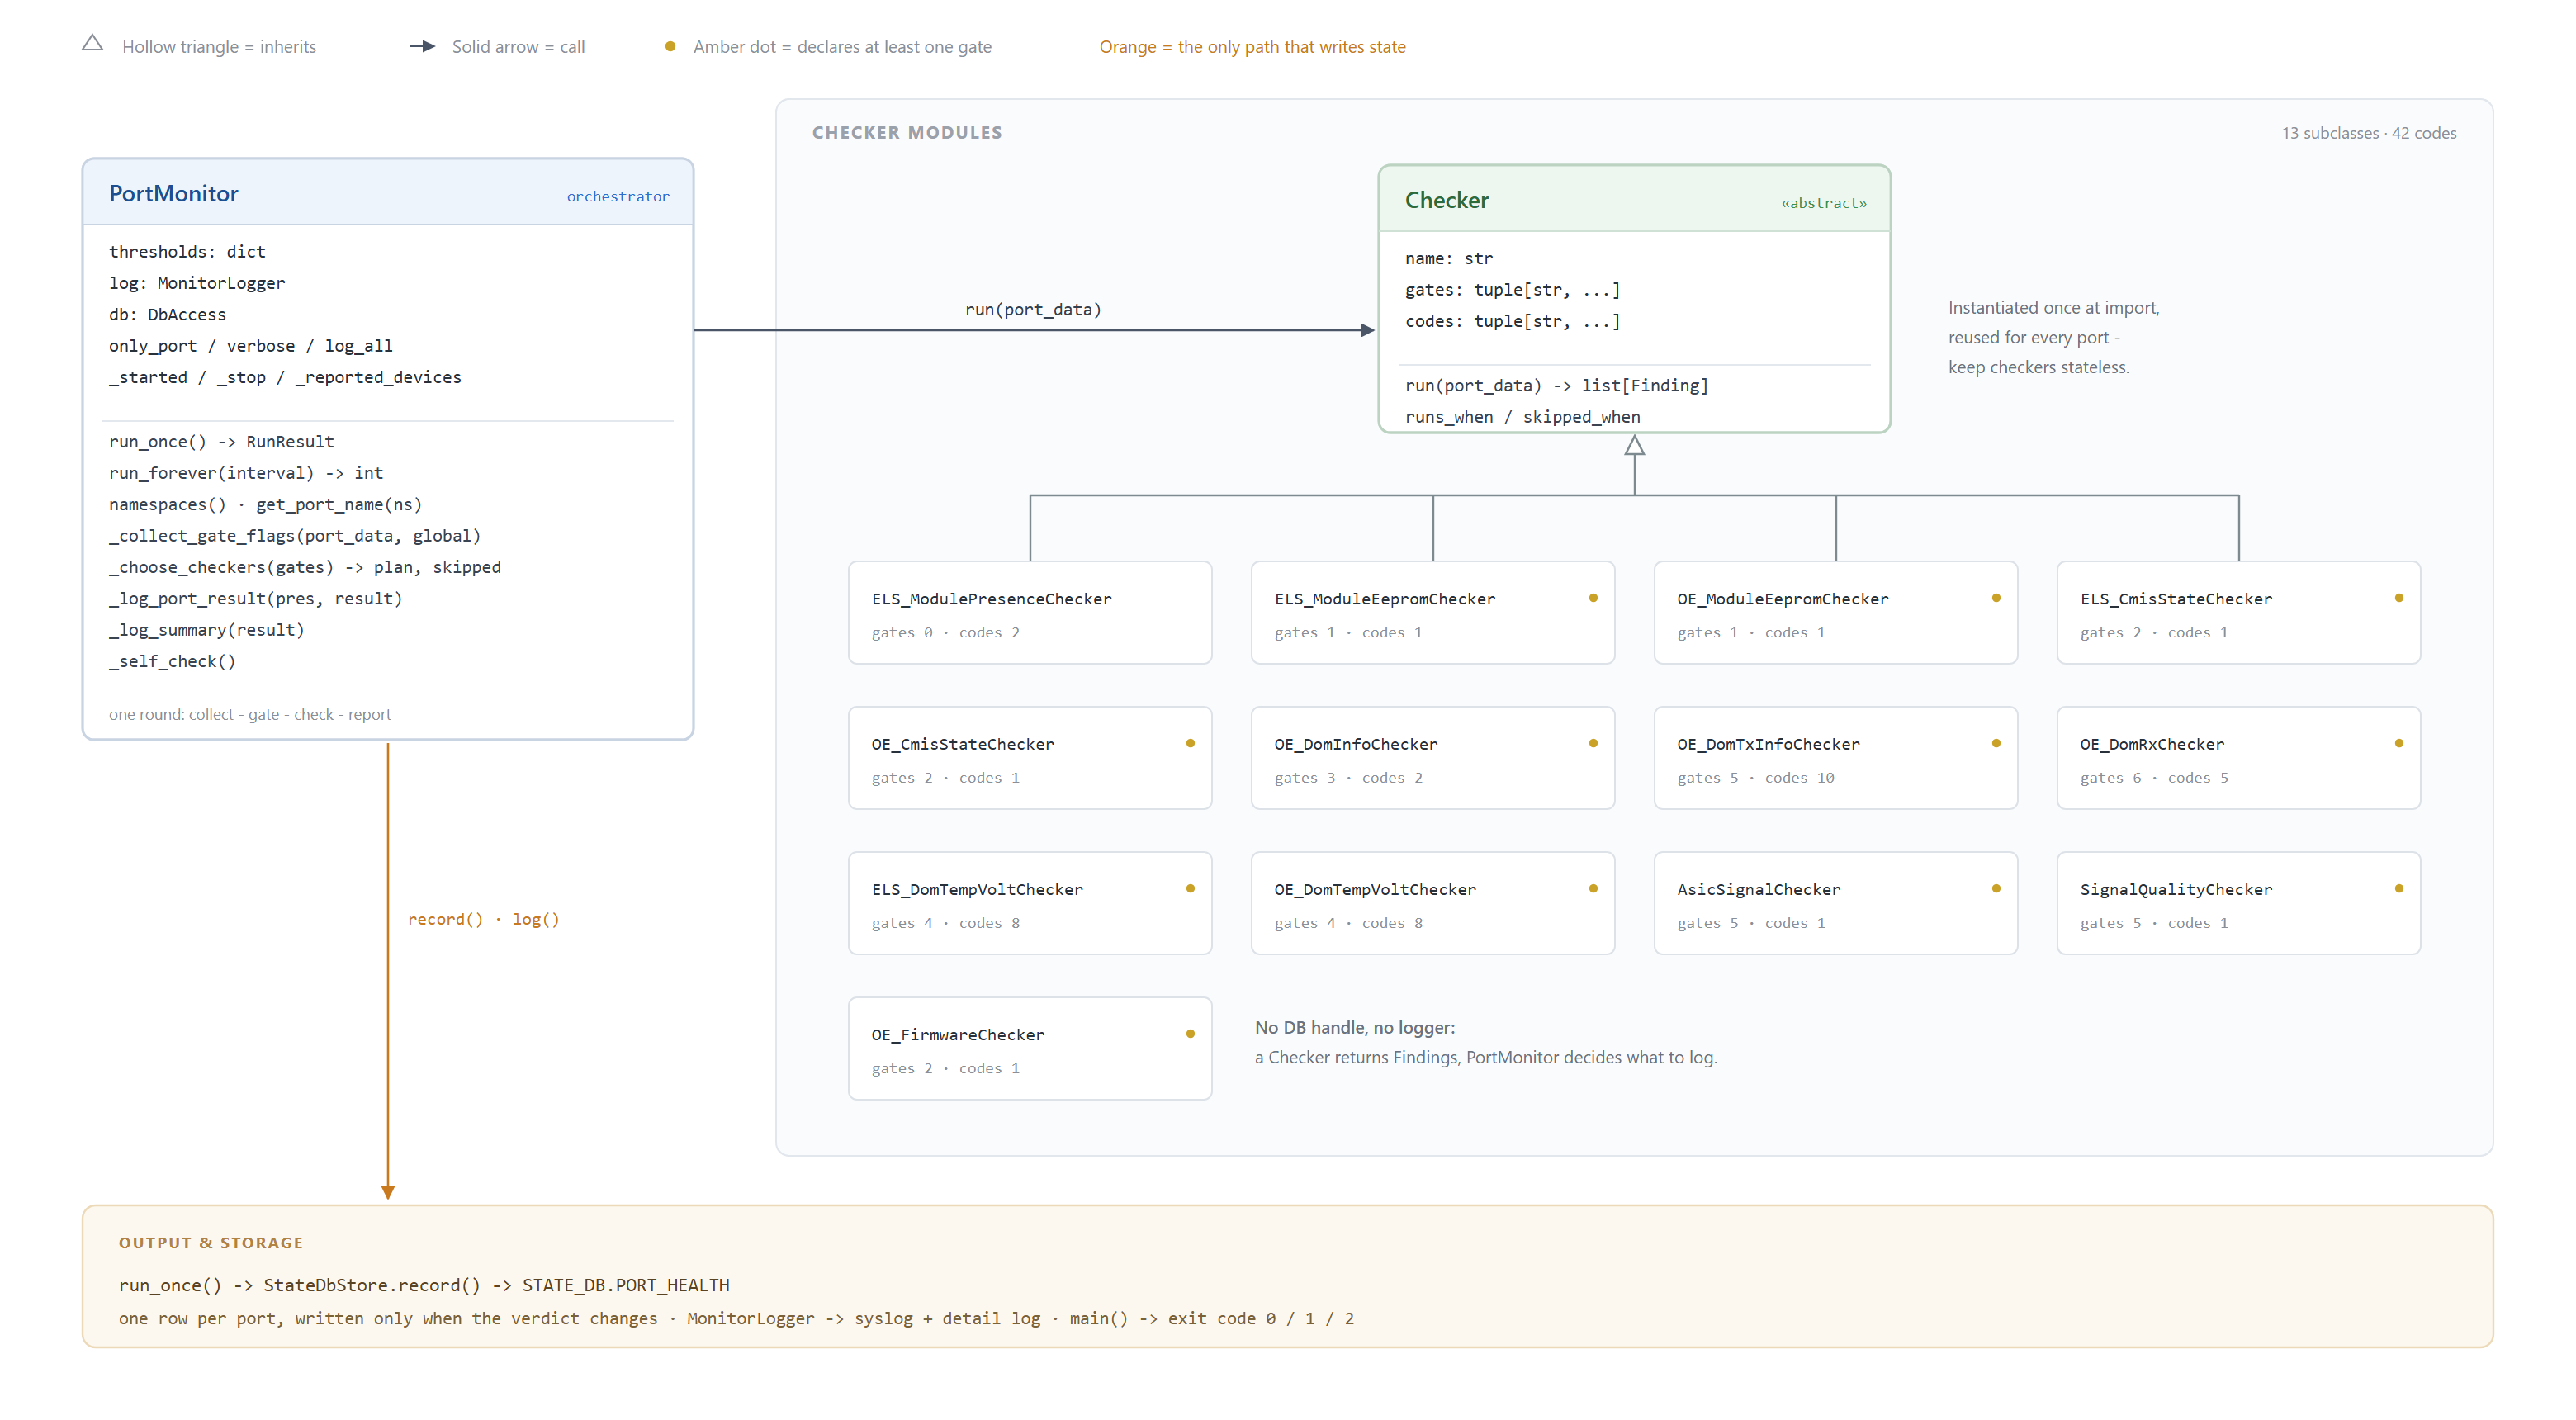 Hollow triangle = inherits
Solid arrow = call
Amber dot = declares at least one gate
Orange = the only path that writes state
CHECKER MODULES
13 subclasses · 42 codes
PortMonitor
orchestrator
thresholds: dict
log: MonitorLogger
db: DbAccess
only_port / verbose / log_all
_started / _stop / _reported_devices
run_once() -> RunResult
run_forever(interval) -> int
namespaces() · get_port_name(ns)
_collect_gate_flags(port_data, global)
_choose_checkers(gates) -> plan, skipped
_log_port_result(pres, result)
_log_summary(result)
_self_check()
one round: collect - gate - check - report
run(port_data)
Checker
«abstract»
name: str
gates: tuple[str, ...]
codes: tuple[str, ...]
run(port_data) -> list[Finding]
runs_when / skipped_when
Instantiated once at import,
reused for every port -
keep checkers stateless.
ELS_ModulePresenceChecker
gates 0 · codes 2
ELS_ModuleEepromChecker
gates 1 · codes 1
OE_ModuleEepromChecker
gates 1 · codes 1
ELS_CmisStateChecker
gates 2 · codes 1
OE_CmisStateChecker
gates 2 · codes 1
OE_DomInfoChecker
gates 3 · codes 2
OE_DomTxInfoChecker
gates 5 · codes 10
OE_DomRxChecker
gates 6 · codes 5
ELS_DomTempVoltChecker
gates 4 · codes 8
OE_DomTempVoltChecker
gates 4 · codes 8
AsicSignalChecker
gates 5 · codes 1
SignalQualityChecker
gates 5 · codes 1
OE_FirmwareChecker
gates 2 · codes 1
No DB handle, no logger:
a Checker returns Findings, PortMonitor decides what to log.
record() · log()
OUTPUT & STORAGE
run_once() -> StateDbStore.record() -> STATE_DB.PORT_HEALTH
one row per port, written only when the verdict changes · MonitorLogger -> syslog + detail log · main() -> exit code 0 / 1 / 2